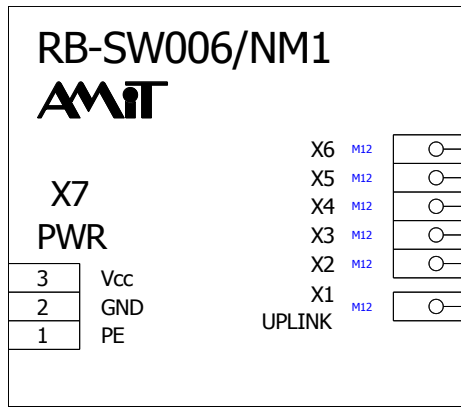 RB-SW006/NM1
AMiT
X7
PWR
3 Vcc
2 GND
1 PE
X6 M12
X5 M12
X4 M12
X3 M12
X2 M12
X1 M12
UPLINK